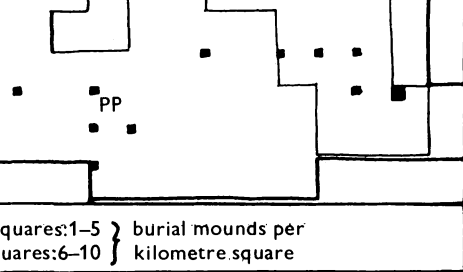 PP
quares:1–5 } burial mounds per
uares:6–10 } kilometre square